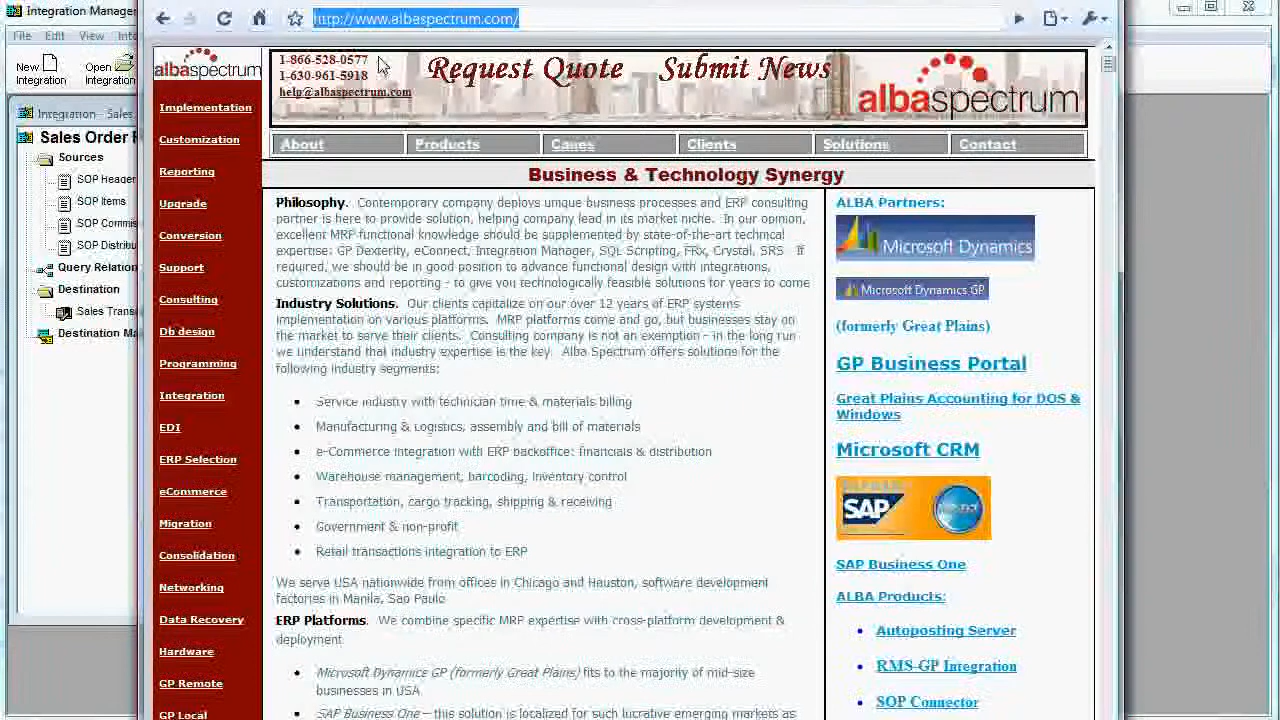 Integration Manager
File Edit View
New Integration
Open Integration
Integration - Sales
Sales Order
Sources
SOP Header
SOP Items
SOP Commis
SOP Distribu
Query Relation
Destination
Sales Transa
Destination Ma
http://www.albaspectrum.com/
albaspectrum
Implementation
Customization
Reporting
Upgrade
Conversion
Support
Consulting
Db design
Programming
Integration
EDI
ERP Selection
eCommerce
Migration
Consolidation
Networking
Data Recovery
Hardware
GP Remote
GP Local
1-866-528-0577
1-630-961-5918
help@albaspectrum.com
Request Quote Submit News
albaspectrum
About Products Cases Clients Solutions Contact
Business & Technology Synergy
Philosophy. Contemporary company deploys unique business processes and ERP consulting
partner is here to provide solution, helping company lead in its market niche. In our opinion,
excellent MRP functional knowledge should be supplemented by state-of-the-art technical
expertise: GP Dexterity, eConnect, Integration Manager, SQL Scripting, FRx, Crystal, SRS If
required, we should be in good position to advance functional design with integrations,
customizations and reporting - to give you technologically feasible solutions for years to come
Industry Solutions. Our clients capitalize on our over 12 years of ERP systems
implementation on various platforms. MRP platforms come and go, but businesses stay on
the market to serve their clients. Consulting company is not an exemption - in the long run
we understand that industry expertise is the key. Alba Spectrum offers solutions for the
following industry segments:
• Service industry with technician time & materials billing
• Manufacturing & logistics, assembly and bill of materials
• e-Commerce integration with ERP backoffice: financials & distribution
• Warehouse management, barcoding, inventory control
• Transportation, cargo tracking, shipping & receiving
• Government & non-profit
• Retail transactions integration to ERP
We serve USA nationwide from offices in Chicago and Houston, software development
factories in Manila, Sao Paulo
ERP Platforms. We combine specific MRP expertise with cross-platform development &
deployment
• Microsoft Dynamics GP (formerly Great Plains) fits to the majority of mid-size
businesses in USA
• SAP Business One – this solution is localized for such lucrative emerging markets as
ALBA Partners:
Microsoft Dynamics
Microsoft Dynamics GP
(formerly Great Plains)
GP Business Portal
Great Plains Accounting for DOS &
Windows
Microsoft CRM
SAP
SAP Business One
ALBA Products:
• Autoposting Server
• RMS-GP Integration
• SOP Connector